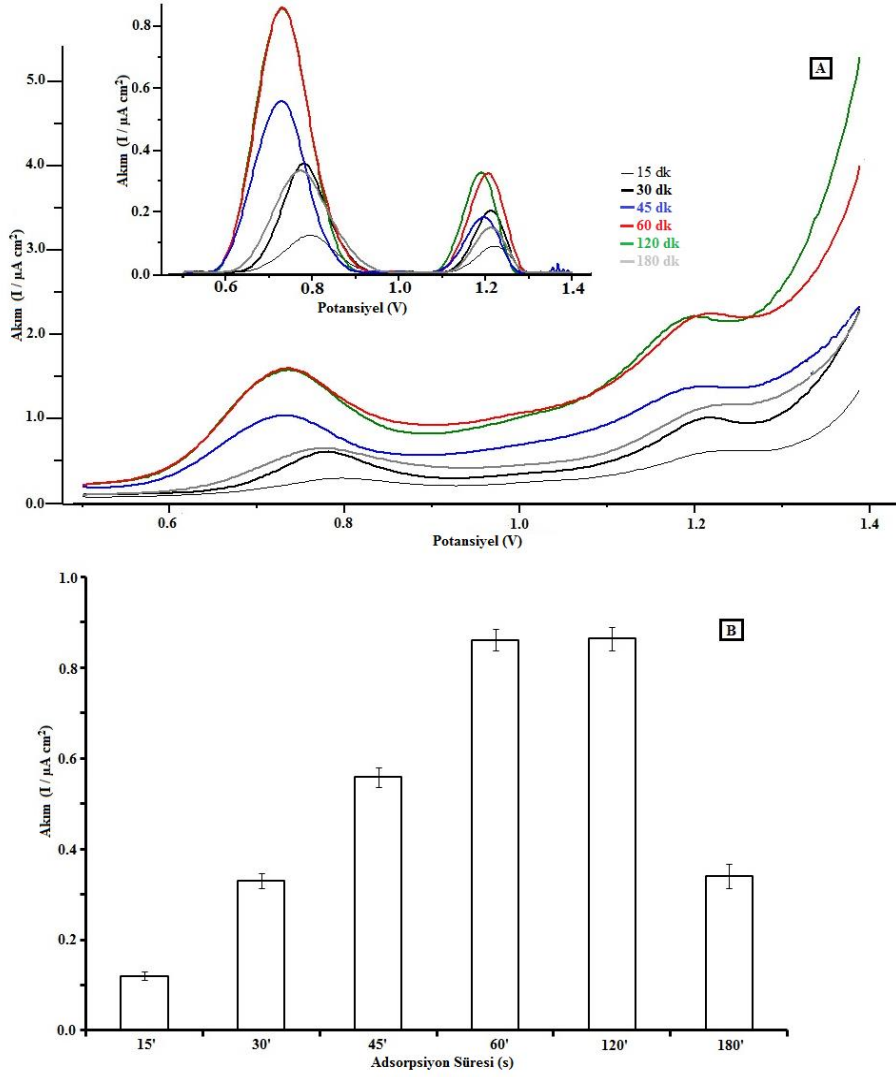 A
Akım (I / µA cm²)
0.8
0.6
0.4
0.2
0.0
0.6 0.8 1.0 1.2 1.4
Potansiyel (V)
15 dk
30 dk
45 dk
60 dk
120 dk
180 dk
Akım (I / µA cm²)
5.0
4.0
3.0
2.0
1.0
0.0
0.6 0.8 1.0 1.2 1.4
Potansiyel (V)
B
Akım (I / µA cm²)
1.0
0.8
0.6
0.4
0.2
0.0
15' 30' 45' 60' 120' 180'
Adsorpsiyon Süresi (s)